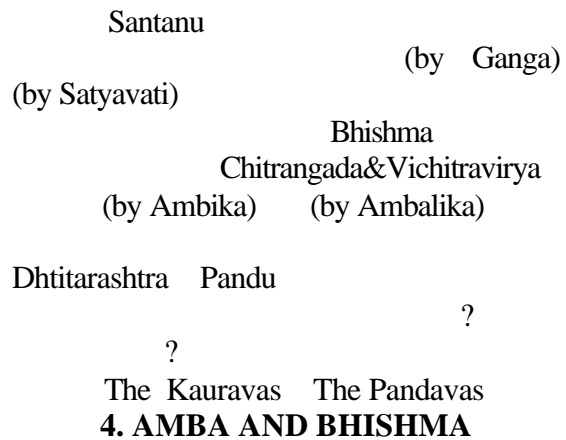 Santanu
(by Ganga)
(by Satyavati)
Bhishma
Chitrangada&Vichitravirya
(by Ambika) (by Ambalika)
Dhtitarashtra Pandu
?
?
The Kauravas The Pandavas
4. AMBA AND BHISHMA